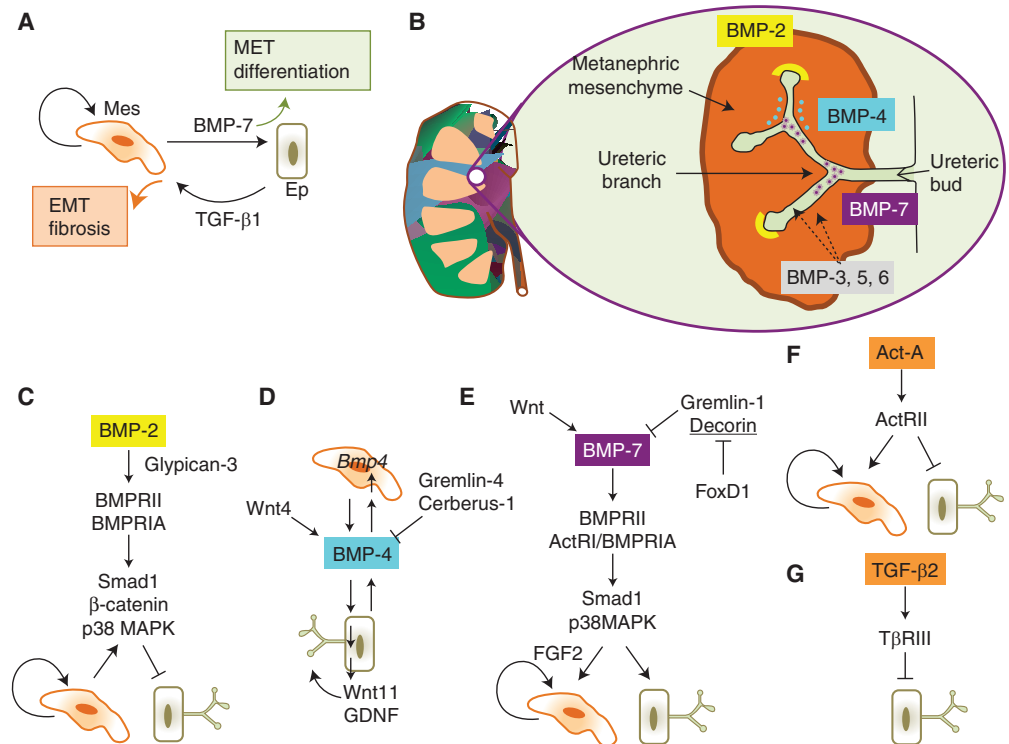 A
Mes
MET
differentiation
BMP-7
Ep
EMT
fibrosis
TGF-β1
B
BMP-2
Metanephric
mesenchyme
BMP-4
Ureteric
branch
Ureteric
bud
BMP-7
BMP-3, 5, 6
C
BMP-2
Glypican-3
BMPRII
BMPRIA
Smad1
β-catenin
p38 MAPK
D
Bmp4
Gremlin-4
Cerberus-1
Wnt4
BMP-4
Wnt11
GDNF
E
Wnt
Gremlin-1
Decorin
BMP-7
FoxD1
BMPRII
ActRI/BMPRIA
Smad1
p38MAPK
FGF2
F
Act-A
ActRII
G
TGF-β2
TβRIII